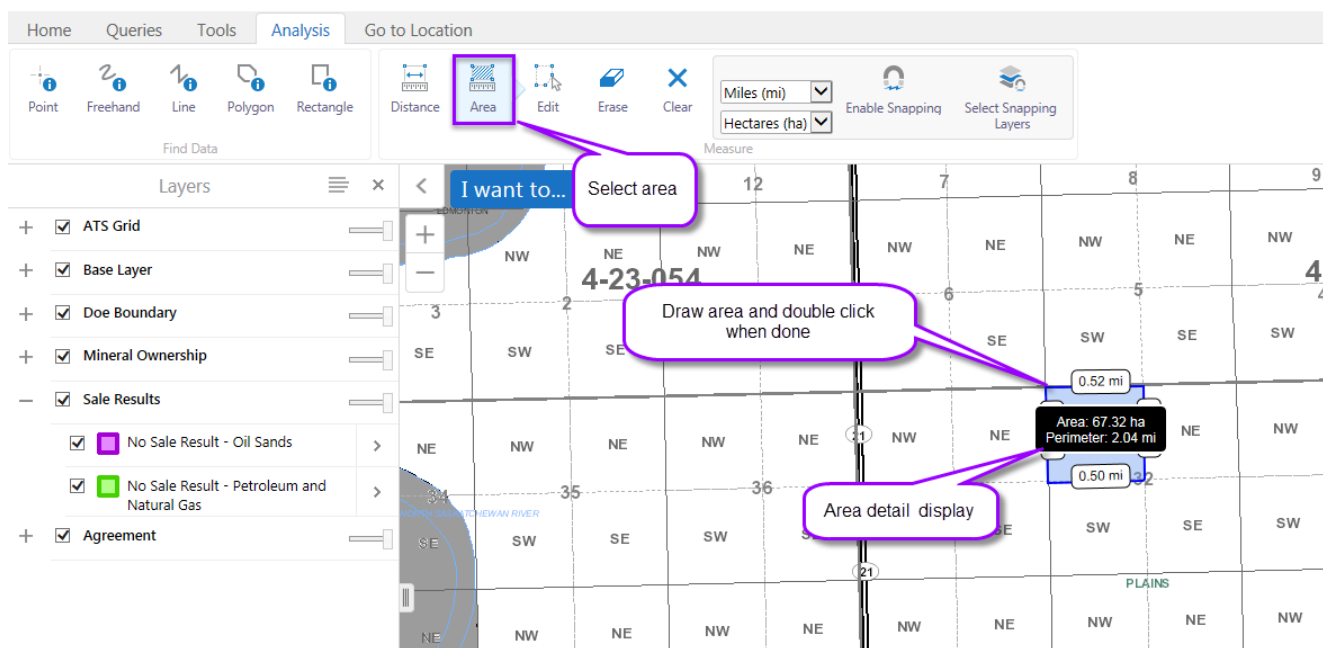 Home Queries Tools Analysis Go to Location
Point Freehand Line Polygon Rectangle
Find Data
Distance Area Edit Erase Clear
Miles (mi)
Hectares (ha)
Enable Snapping
Select Snapping
Layers
Measure
Layers
ATS Grid
Base Layer
Doe Boundary
Mineral Ownership
Sale Results
No Sale Result - Oil Sands
No Sale Result - Petroleum and
Natural Gas
Agreement
I want to...
Select area
12 7 8 9
EDMONTON
NW NE NW NE NW NE NW NE NW
4-23-054
4
3 2 6 5 4
Draw area and double click
when done
SE SW SE SE SW SE SW
0.52 mi
Area: 67.32 ha
Perimeter: 2.04 mi
NE NW NE NW NE 21 NW NE NE NW
0.50 mi
34 35 36 32
NORTH SASKATCHEWAN RIVER
Area detail display
SE SW SE SW SE SW SE SW
21
PLAINS
NE NW NE NW NE NW NE NW NE NW